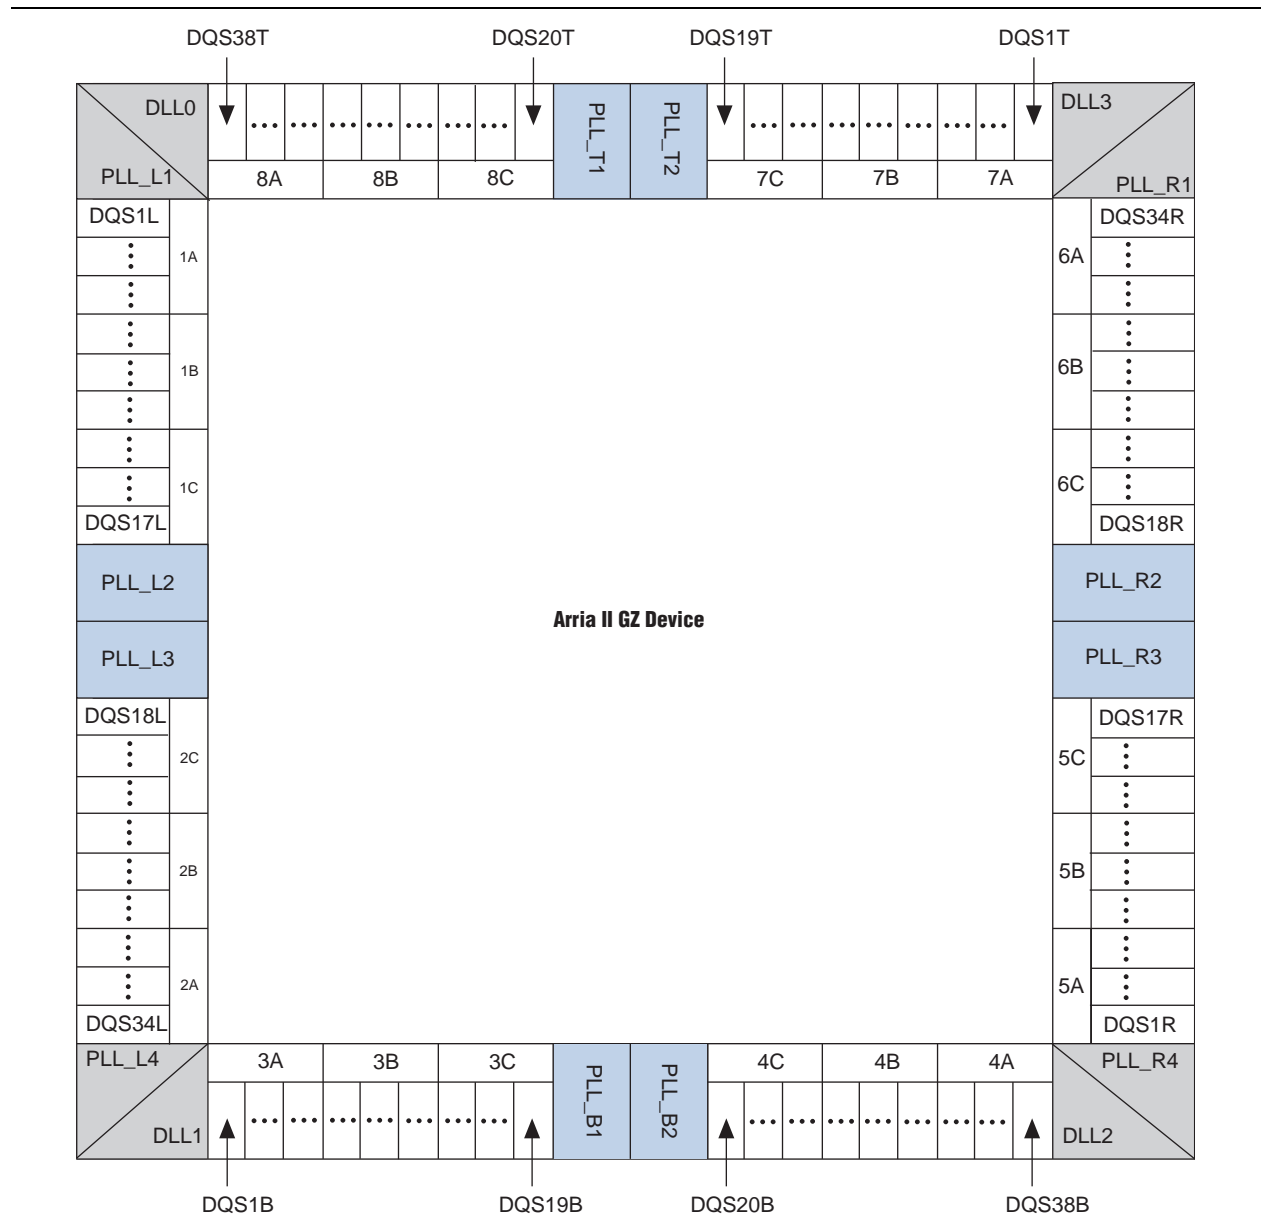 DQS38T DQS20T DQS19T DQS1T
DLL0 PLL_T1 PLL_T2 DLL3
PLL_L1 8A 8B 8C 7C 7B 7A PLL_R1
DQS1L DQS34R
1A 6A
1B 6B
1C 6C
DQS17L DQS18R
PLL_L2 PLL_R2
Arria II GZ Device
PLL_L3 PLL_R3
DQS18L DQS17R
2C 5C
2B 5B
2A 5A
DQS34L DQS1R
PLL_L4 3A 3B 3C PLL_B1 PLL_B2 4C 4B 4A PLL_R4
DLL1 DLL2
DQS1B DQS19B DQS20B DQS38B